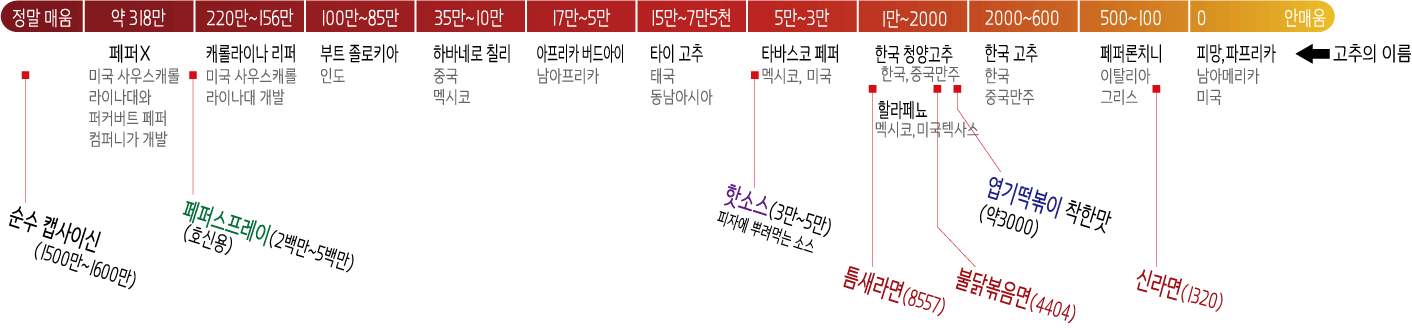 정말 매움
약 318만
220만~156만
100만~85만
35만~10만
17만~5만
15만~7만5천
5만~3만
1만~2000
2000~600
500~100
0
안매움
페퍼X
미국 사우스캐롤
라이나대와
퍼커버트 페퍼
컴퍼니가 개발
캐롤라이나 리퍼
미국 사우스캐롤
라이나대 개발
부트 졸로키아
인도
하바네로 칠리
중국
멕시코
아프리카 버드아이
남아프리카
타이 고추
태국
동남아시아
타바스코 페퍼
멕시코, 미국
한국 청양고추
한국, 중국만주
할라페뇨
멕시코, 미국텍사스
한국 고추
한국
중국만주
페퍼론치니
이탈리아
그리스
피망,파프리카
남아메리카
미국
고추의 이름
순수 캡사이신
(1500만~1600만)
페퍼스프레이(2백만~5백만)
(호신용)
핫소스(3만~5만)
피자에 뿌려먹는 소스
틈새라면(8557)
불닭볶음면(4404)
엽기떡볶이 착한맛
(약3000)
신라면(1320)